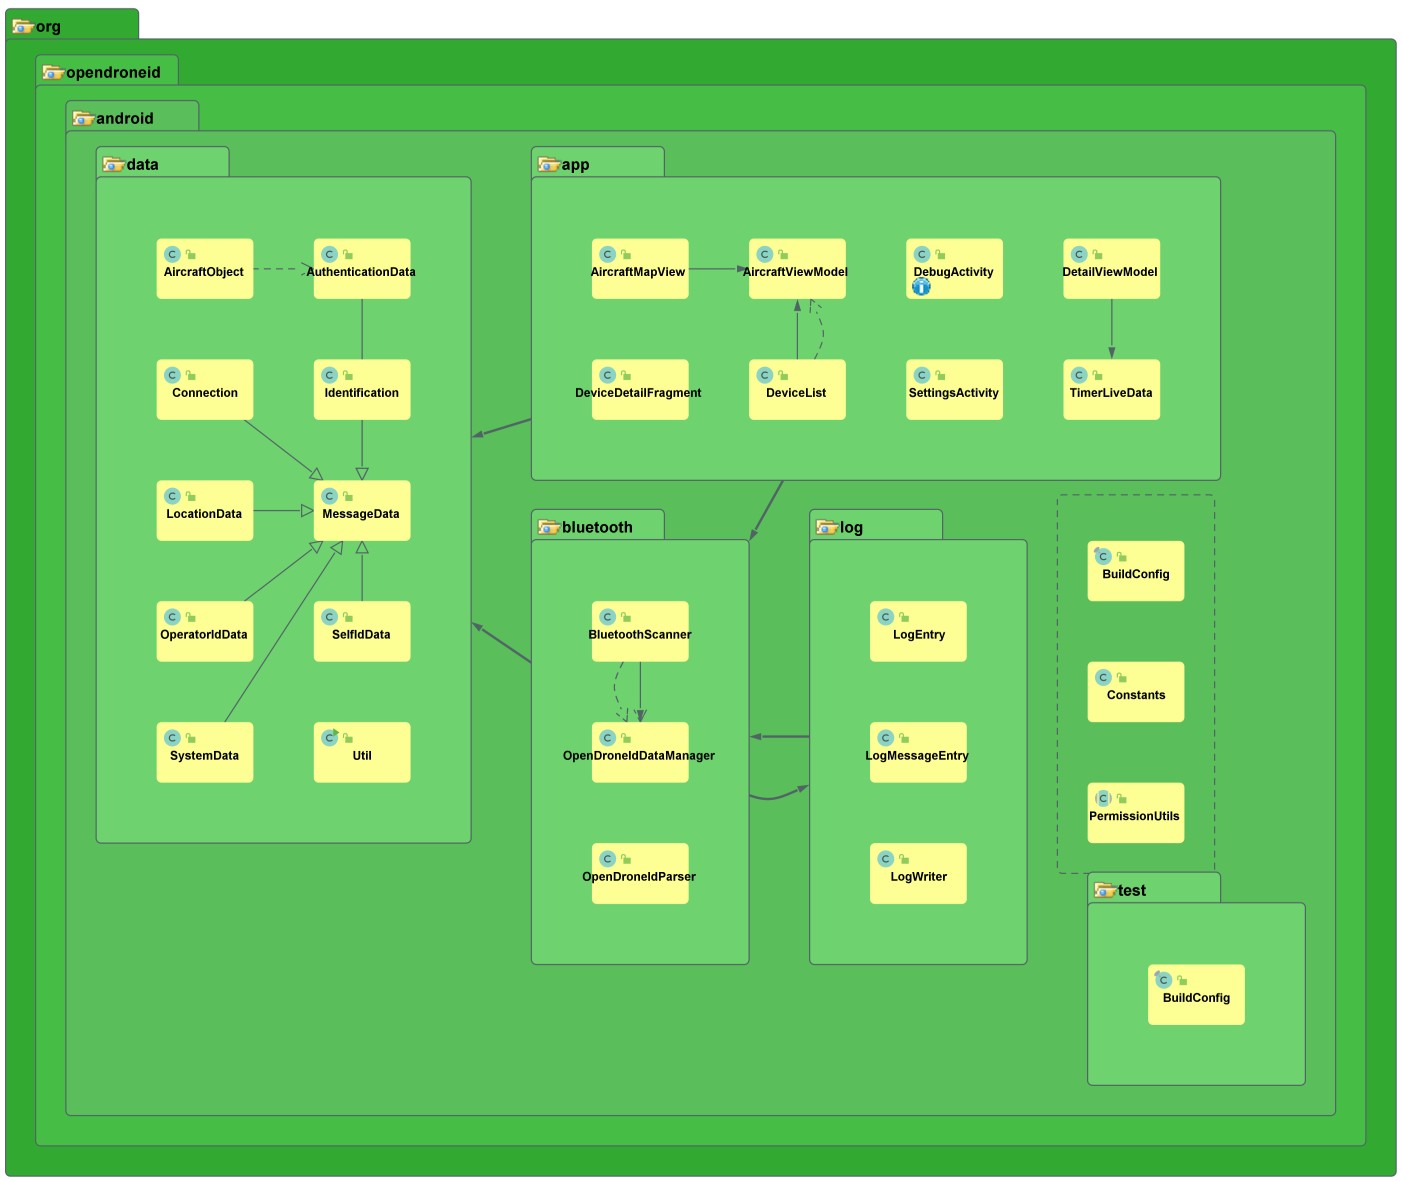 org
opendroneid
android
data
AircraftObject
AuthenticationData
Connection
Identification
LocationData
MessageData
OperatorIdData
SelfIdData
SystemData
Util
app
AircraftMapView
AircraftViewModel
DebugActivity
DetailViewModel
DeviceDetailFragment
DeviceList
SettingsActivity
TimerLiveData
bluetooth
BluetoothScanner
OpenDroneIdDataManager
OpenDroneIdParser
log
LogEntry
LogMessageEntry
LogWriter
BuildConfig
Constants
PermissionUtils
test
BuildConfig